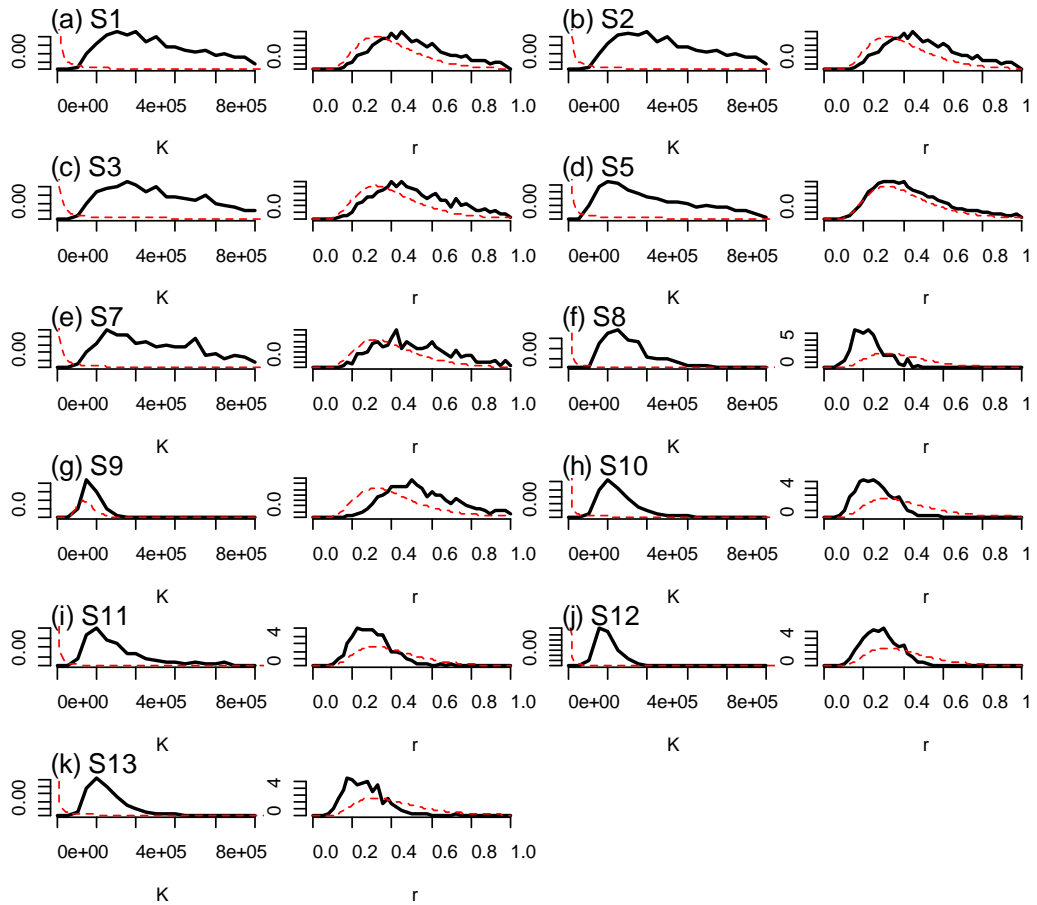 (a) S1
0.00
0e+00 4e+05 8e+05
K
0.0
0.0 0.2 0.4 0.6 0.8 1.0
r
(b) S2
0.00
0e+00 4e+05 8e+05
K
0.0
0.0 0.2 0.4 0.6 0.8 1
r
(c) S3
0.00
0e+00 4e+05 8e+05
K
0.0
0.0 0.2 0.4 0.6 0.8 1.0
r
(d) S5
0.00
0e+00 4e+05 8e+05
K
0.0
0.0 0.2 0.4 0.6 0.8 1
r
(e) S7
0.00
0e+00 4e+05 8e+05
K
0.0
0.0 0.2 0.4 0.6 0.8 1.0
r
(f) S8
0.00
0e+00 4e+05 8e+05
K
0 5
0.0 0.2 0.4 0.6 0.8 1
r
(g) S9
0.0
0e+00 4e+05 8e+05
K
0.0
0.0 0.2 0.4 0.6 0.8 1.0
r
(h) S10
0.00
0e+00 4e+05 8e+05
K
0 4
0.0 0.2 0.4 0.6 0.8 1
r
(i) S11
0.00
0e+00 4e+05 8e+05
K
0 4
0.0 0.2 0.4 0.6 0.8 1.0
r
(j) S12
0.00
0e+00 4e+05 8e+05
K
0 4
0.0 0.2 0.4 0.6 0.8 1
r
(k) S13
0.00
0e+00 4e+05 8e+05
K
0 4
0.0 0.2 0.4 0.6 0.8 1.0
r